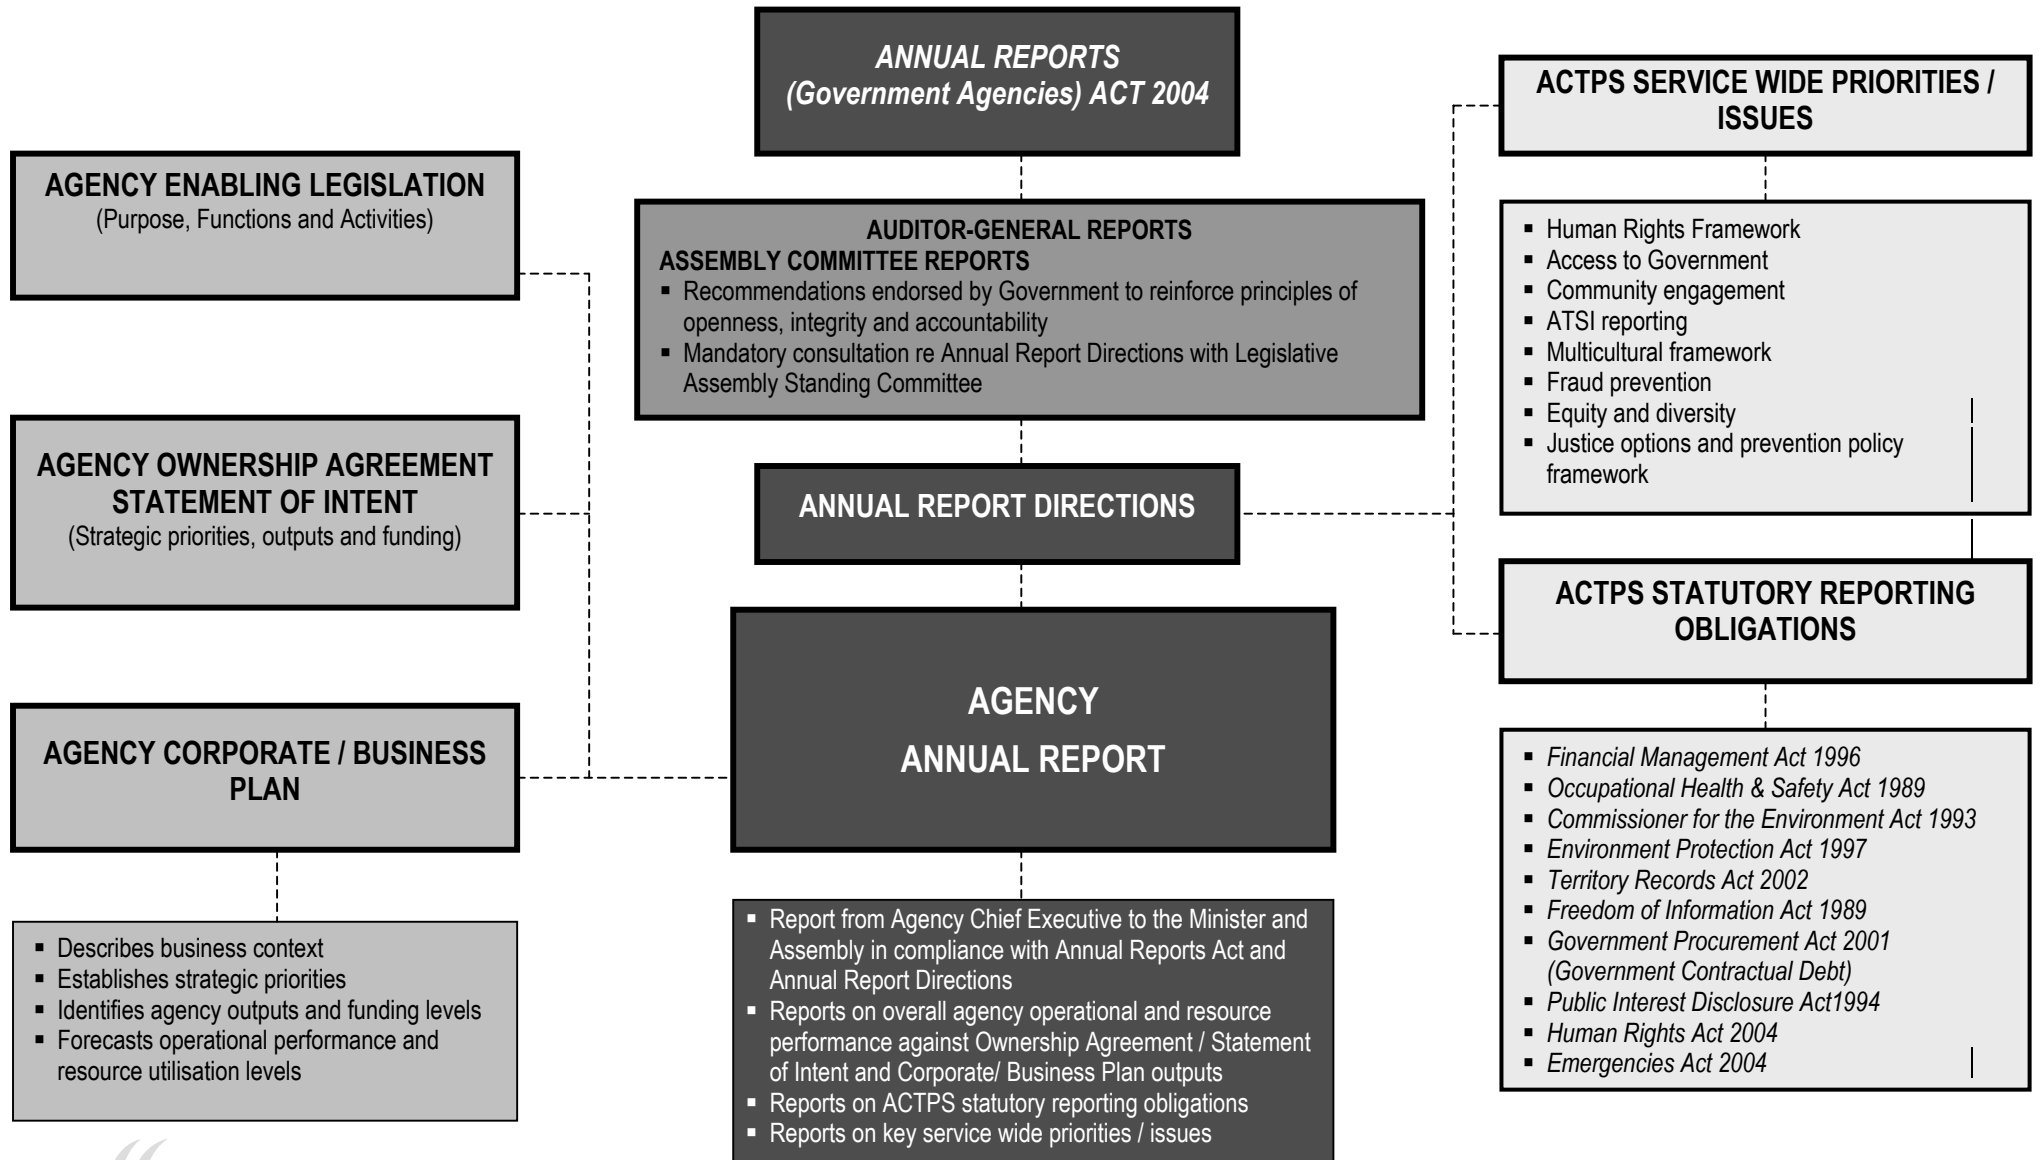 ANNUAL REPORTS
(Government Agencies) ACT 2004
AUDITOR-GENERAL REPORTS
ASSEMBLY COMMITTEE REPORTS
▪ Recommendations endorsed by Government to reinforce principles of
openness, integrity and accountability
▪ Mandatory consultation re Annual Report Directions with Legislative
Assembly Standing Committee
ANNUAL REPORT DIRECTIONS
AGENCY
ANNUAL REPORT
▪ Report from Agency Chief Executive to the Minister and
Assembly in compliance with Annual Reports Act and
Annual Report Directions
▪ Reports on overall agency operational and resource
performance against Ownership Agreement / Statement
of Intent and Corporate/ Business Plan outputs
▪ Reports on ACTPS statutory reporting obligations
▪ Reports on key service wide priorities / issues
AGENCY ENABLING LEGISLATION
(Purpose, Functions and Activities)
AGENCY OWNERSHIP AGREEMENT
STATEMENT OF INTENT
(Strategic priorities, outputs and funding)
AGENCY CORPORATE / BUSINESS
PLAN
▪ Describes business context
▪ Establishes strategic priorities
▪ Identifies agency outputs and funding levels
▪ Forecasts operational performance and
resource utilisation levels
ACTPS SERVICE WIDE PRIORITIES /
ISSUES
▪ Human Rights Framework
▪ Access to Government
▪ Community engagement
▪ ATSI reporting
▪ Multicultural framework
▪ Fraud prevention
▪ Equity and diversity
▪ Justice options and prevention policy
framework
ACTPS STATUTORY REPORTING
OBLIGATIONS
▪ Financial Management Act 1996
▪ Occupational Health & Safety Act 1989
▪ Commissioner for the Environment Act 1993
▪ Environment Protection Act 1997
▪ Territory Records Act 2002
▪ Freedom of Information Act 1989
▪ Government Procurement Act 2001
(Government Contractual Debt)
▪ Public Interest Disclosure Act1994
▪ Human Rights Act 2004
▪ Emergencies Act 2004